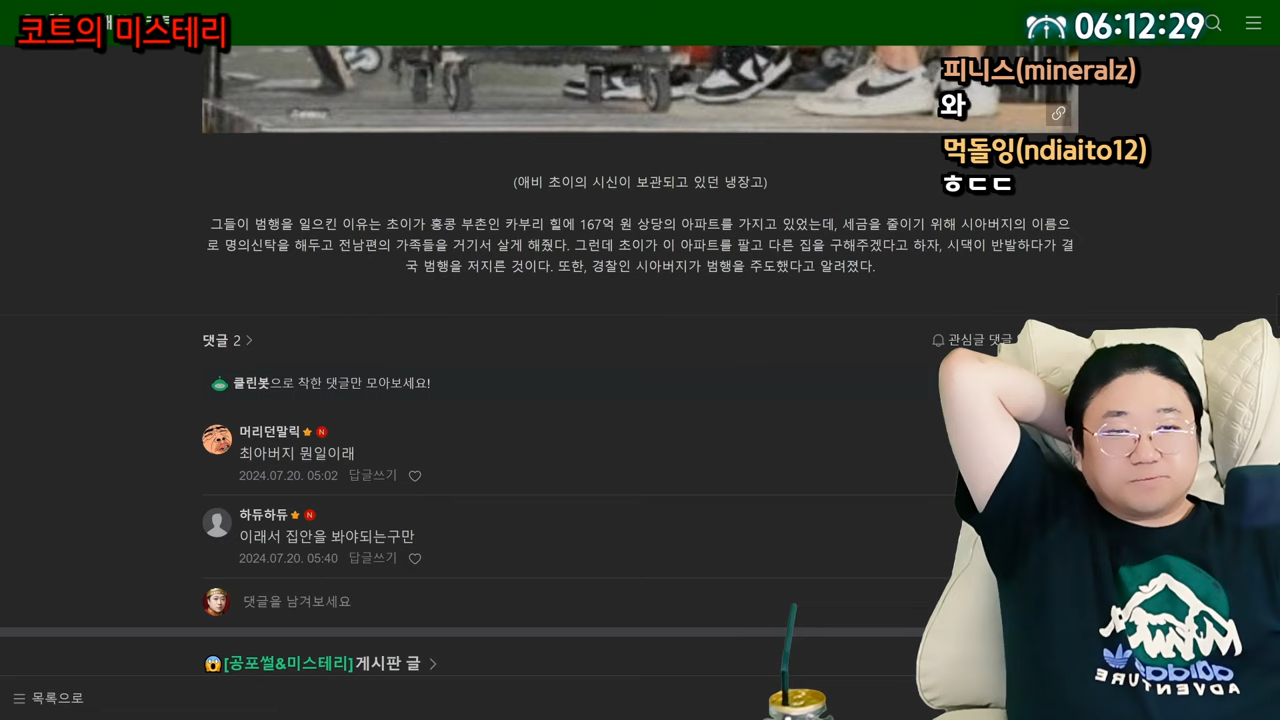 코트의 미스테리
06:12:29
피니스(mineralz)
와
먹돌잉(ndiaito12)
ㅎㄷㄷ
(애비 초이의 시신이 보관되고 있던 냉장고)
그들이 범행을 일으킨 이유는 초이가 홍콩 부촌인 카부리 힐에 167억 원 상당의 아파트를 가지고 있었는데, 세금을 줄이기 위해 시아버지의 이름으
로 명의신탁을 해두고 전남편의 가족들을 거기서 살게 해줬다. 그런데 초이가 이 아파트를 팔고 다른 집을 구해주겠다고 하자, 시댁이 반발하다가 결
국 범행을 저지른 것이다. 또한, 경찰인 시아버지가 범행을 주도했다고 알려졌다.
댓글 2
관심글 댓글
클린봇으로 착한 댓글만 모아보세요!
머리던말릭 N
최아버지 뭔일이래
2024.07.20. 05:02 답글쓰기
하듀하듀 N
이래서 집안을 봐야되는구만
2024.07.20. 05:40 답글쓰기
댓글을 남겨보세요
[공포썰&미스테리]게시판 글
목록으로
adidas
ADVENTURE